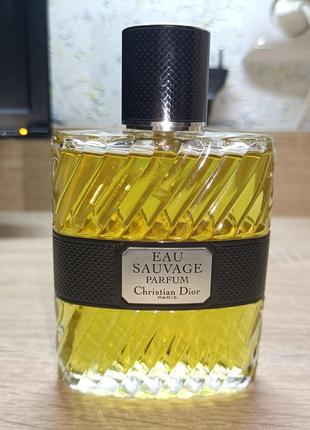 EAU
SAUVAGE
PARFUM
Christian Dior
PARIS